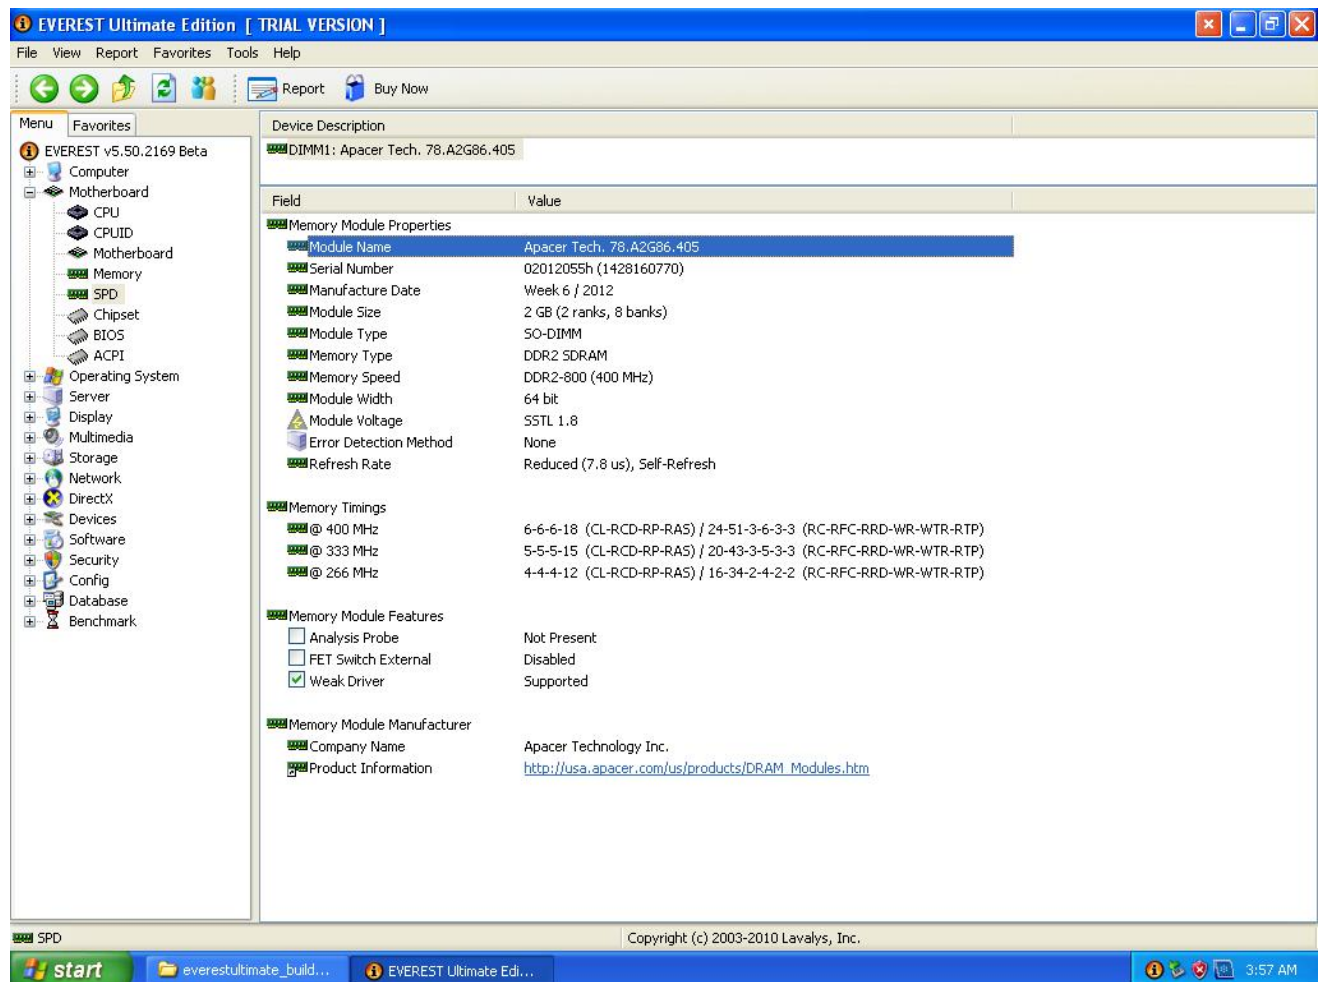 EVEREST Ultimate Edition [ TRIAL VERSION ]
File View Report Favorites Tools Help
Report Buy Now
Menu Favorites
EVEREST v5.50.2169 Beta
Computer
Motherboard
CPU
CPUID
Motherboard
Memory
SPD
Chipset
BIOS
ACPI
Operating System
Server
Display
Multimedia
Storage
Network
DirectX
Devices
Software
Security
Config
Database
Benchmark
Device Description
DIMM1: Apacer Tech. 78.A2G86.405
Field Value
Memory Module Properties
Module Name Apacer Tech. 78.A2G86.405
Serial Number 02012055h (1428160770)
Manufacture Date Week 6 / 2012
Module Size 2 GB (2 ranks, 8 banks)
Module Type SO-DIMM
Memory Type DDR2 SDRAM
Memory Speed DDR2-800 (400 MHz)
Module Width 64 bit
Module Voltage SSTL 1.8
Error Detection Method None
Refresh Rate Reduced (7.8 us), Self-Refresh
Memory Timings
@ 400 MHz 6-6-6-18 (CL-RCD-RP-RAS) / 24-51-3-6-3-3 (RC-RFC-RRD-WR-WTR-RTP)
@ 333 MHz 5-5-5-15 (CL-RCD-RP-RAS) / 20-43-3-5-3-3 (RC-RFC-RRD-WR-WTR-RTP)
@ 266 MHz 4-4-4-12 (CL-RCD-RP-RAS) / 16-34-2-4-2-2 (RC-RFC-RRD-WR-WTR-RTP)
Memory Module Features
Analysis Probe Not Present
FET Switch External Disabled
Weak Driver Supported
Memory Module Manufacturer
Company Name Apacer Technology Inc.
Product Information http://usa.apacer.com/us/products/DRAM_Modules.htm
SPD Copyright (c) 2003-2010 Lavalys, Inc.
start everestultimate_build... EVEREST Ultimate Edi... 3:57 AM